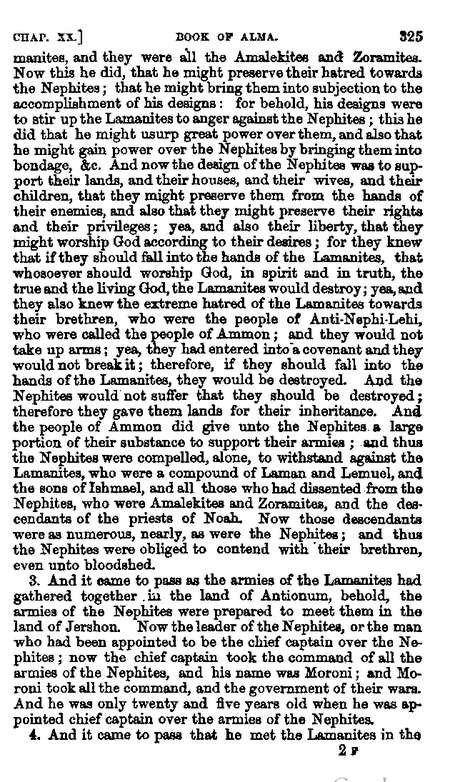 CHAP. XX.] BOOK OF ALMA. 325
manites, and they were all the Amalekites and Zoramites.
Now this he did, that he might preserve their hatred towards
the Nephites; that he might bring them into subjection to the
accomplishment of his designs: for behold, his designs were
to stir up the Lamanites to anger against the Nephites; this he
did that he might usurp great power over them, and also that
he might gain power over the Nephites by bringing them into
bondage, &c. And now the design of the Nephites was to sup-
port their lands, and their houses, and their wives, and their
children, that they might preserve them from the hands of
their enemies, and also that they might preserve their rights
and their privileges; yea, and also their liberty, that they
might worship God according to their desires; for they knew
that if they should fall into the hands of the Lamanites, that
whosoever should worship God, in spirit and in truth, the
true and the living God, the Lamanites would destroy; yea, and
they also knew the extreme hatred of the Lamanites towards
their brethren, who were the people of Anti-Nephi-Lehi,
who were called the people of Ammon; and they would not
take up arms; yea, they had entered into a covenant and they
would not break it; therefore, if they should fall into the
hands of the Lamanites, they would be destroyed. And the
Nephites would not suffer that they should be destroyed;
therefore they gave them lands for their inheritance. And
the people of Ammon did give unto the Nephites a large
portion of their substance to support their armies; and thus
the Nephites were compelled, alone, to withstand against the
Lamanites, who were a compound of Laman and Lemuel, and
the sons of Ishmael, and all those who had dissented from the
Nephites, who were Amalekites and Zoramites, and the des-
cendants of the priests of Noah. Now those descendants
were as numerous, nearly, as were the Nephites; and thus
the Nephites were obliged to contend with their brethren,
even unto bloodshed.
3. And it came to pass as the armies of the Lamanites had
gathered together in the land of Antionum, behold, the
armies of the Nephites were prepared to meet them in the
land of Jershon. Now the leader of the Nephites, or the man
who had been appointed to be the chief captain over the Ne-
phites; now the chief captain took the command of all the
armies of the Nephites, and his name was Moroni; and Mo-
roni took all the command, and the government of their wars.
And he was only twenty and five years old when he was ap-
pointed chief captain over the armies of the Nephites.
4. And it came to pass that he met the Lamanites in the
2 F